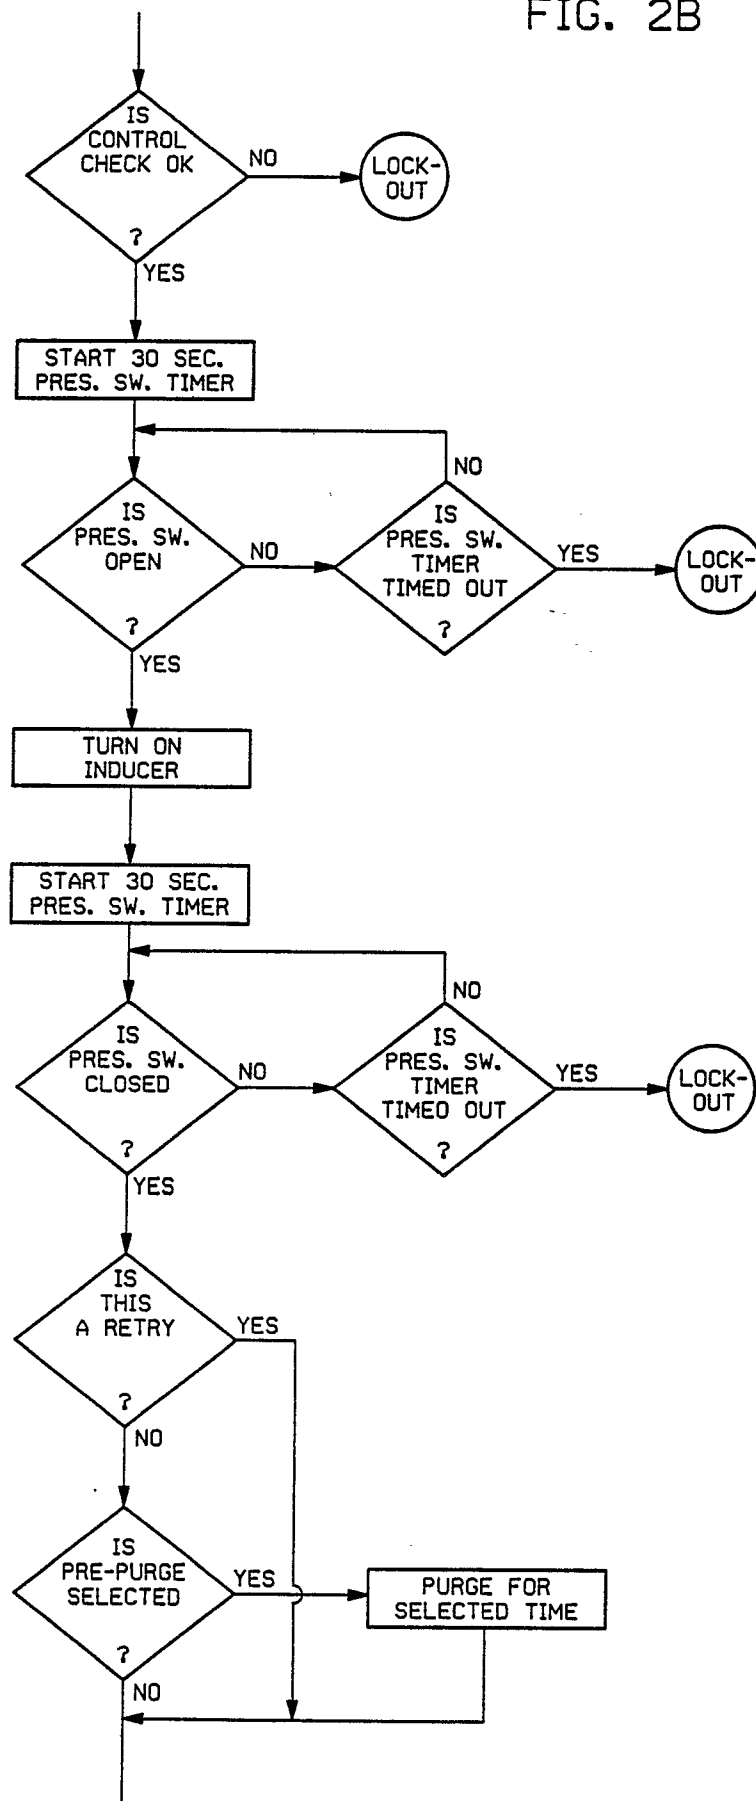 FIG. 2B
IS
CONTROL
CHECK OK
?
NO
LOCK-
OUT
YES
START 30 SEC.
PRES. SW. TIMER
IS
PRES. SW.
OPEN
?
NO
IS
PRES. SW.
TIMER
TIMED OUT
?
NO
YES
LOCK-
OUT
YES
TURN ON
INDUCER
START 30 SEC.
PRES. SW. TIMER
IS
PRES. SW.
CLOSED
?
NO
IS
PRES. SW.
TIMER
TIMEO OUT
?
NO
YES
LOCK-
OUT
YES
IS
THIS
A RETRY
?
YES
NO
IS
PRE-PURGE
SELECTED
?
YES
PURGE FOR
SELECTED TIME
NO